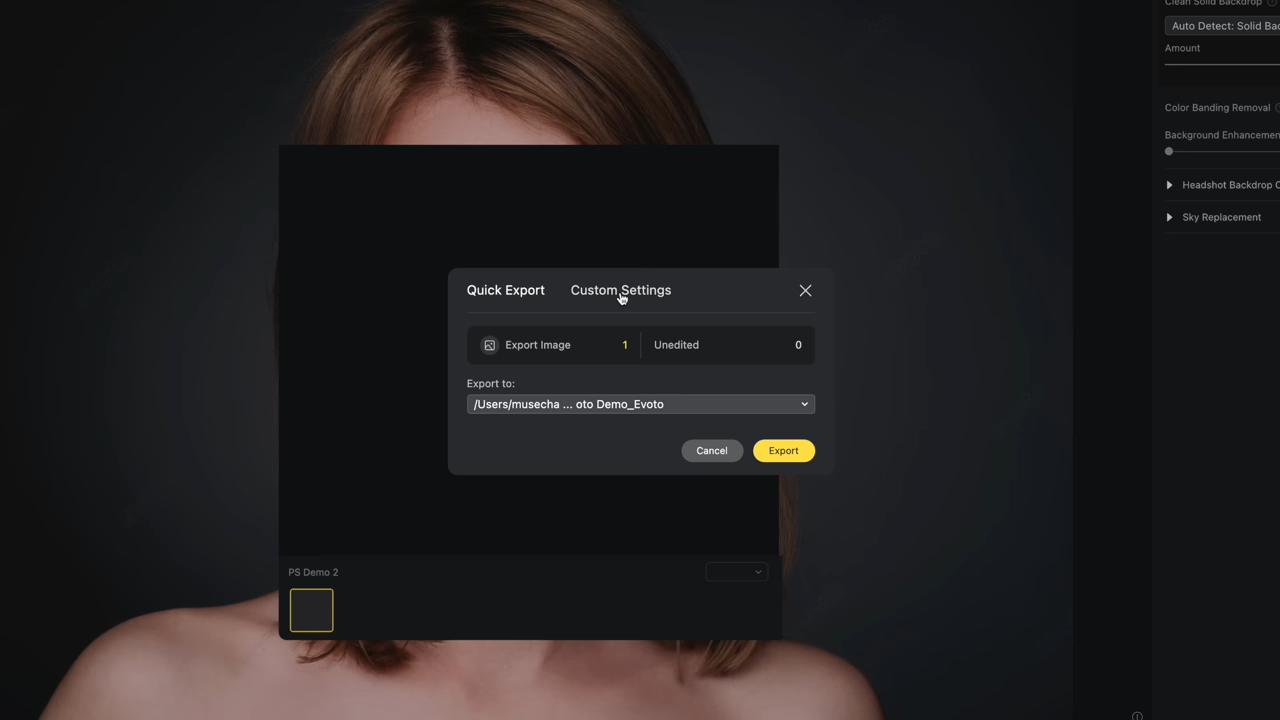 Clean Solid Backdrop
Auto Detect: Solid Bac
Amount
Color Banding Removal
Background Enhancemen
Headshot Backdrop C
Sky Replacement
Quick Export
Custom Settings
Export Image
1
Unedited
0
Export to:
/Users/musecha ... oto Demo_Evoto
Cancel
Export
PS Demo 2